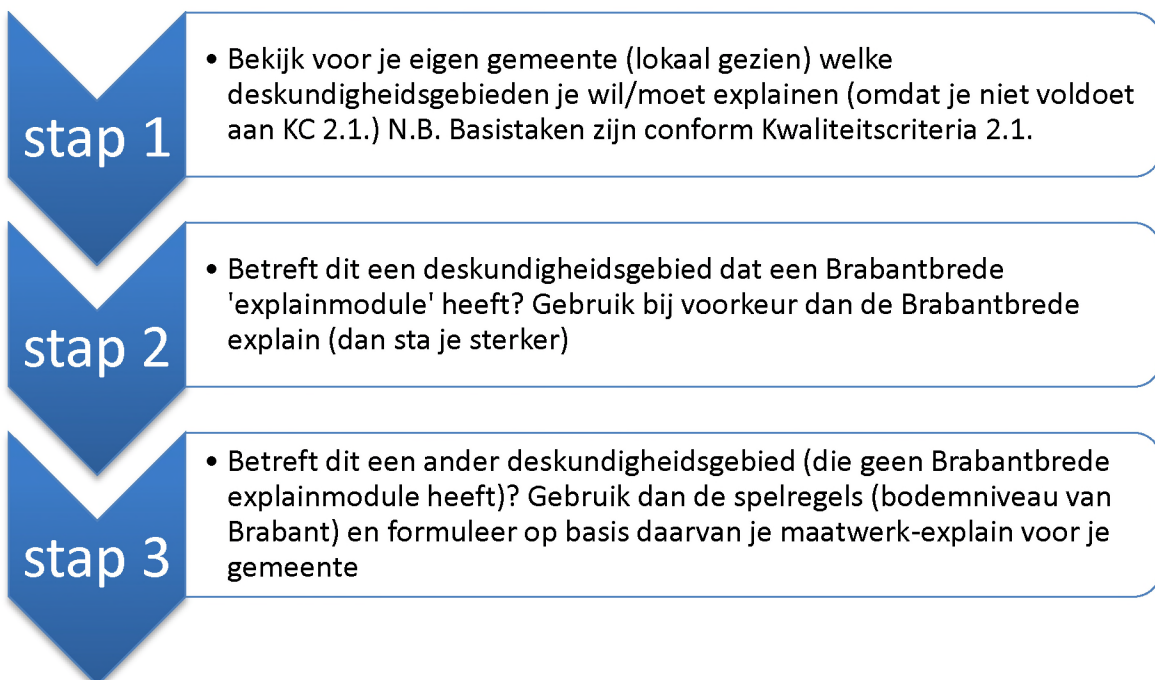 stap 1
• Bekijk voor je eigen gemeente (lokaal gezien) welke
deskundigheidsgebieden je wil/moet explainen (omdat je niet voldoet
aan KC 2.1.) N.B. Basistaken zijn conform Kwaliteitscriteria 2.1.
stap 2
• Betreft dit een deskundigheidsgebied dat een Brabantbrede
'explainmodule' heeft? Gebruik bij voorkeur dan de Brabantbrede
explain (dan sta je sterker)
stap 3
• Betreft dit een ander deskundigheidsgebied (die geen Brabantbrede
explainmodule heeft)? Gebruik dan de spelregels (bodemniveau van
Brabant) en formuleer op basis daarvan je maatwerk-explain voor je
gemeente